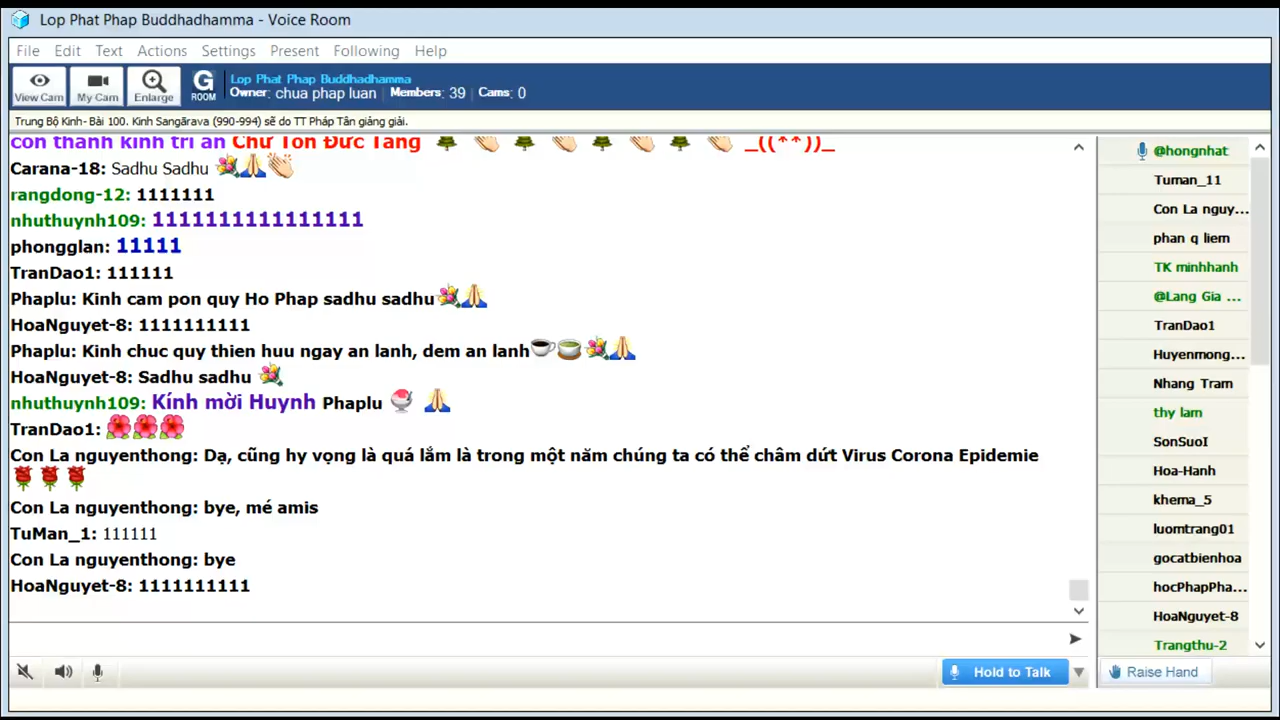 Lop Phat Phap Buddhadhamma - Voice Room
File Edit Text Actions Settings Present Following Help
View Cam My Cam Enlarge G ROOM
Lop Phat Phap Buddhadhamma
Owner: chua phap luan Members: 39 Cams: 0
Trung Bộ Kinh- Bài 100. Kinh Sangārava (990-994) sẽ do TT Pháp Tân giảng giải.
con thành kính tri ân Chư Tôn Đức Tăng _((**))_
Carana-18: Sadhu Sadhu
rangdong-12: 1111111
nhuthuynh109: 1111111111111111
phongglan: 11111
TranDao1: 111111
Phaplu: Kinh cam pon quy Ho Phap sadhu sadhu
HoaNguyet-8: 1111111111
Phaplu: Kinh chuc quy thien huu ngay an lanh, dem an lanh
HoaNguyet-8: Sadhu sadhu
nhuthuynh109: Kính mời Huynh Phaplu
TranDao1:
Con La nguyenthong: Dạ, cũng hy vọng là quá lắm là trong một năm chúng ta có thể châm dứt Virus Corona Epidemie
Con La nguyenthong: bye, mé amis
TuMan_1: 111111
Con La nguyenthong: bye
HoaNguyet-8: 1111111111
@hongnhat
Tuman_11
Con La nguy...
phan q liem
TK minhhanh
@Lang Gia ...
TranDao1
Huyenmong...
Nhang Tram
thy lam
SonSuoI
Hoa-Hanh
khema_5
luomtrang01
gocatbienhoa
hocPhapPha...
HoaNguyet-8
Trangthu-2
Hold to Talk
Raise Hand